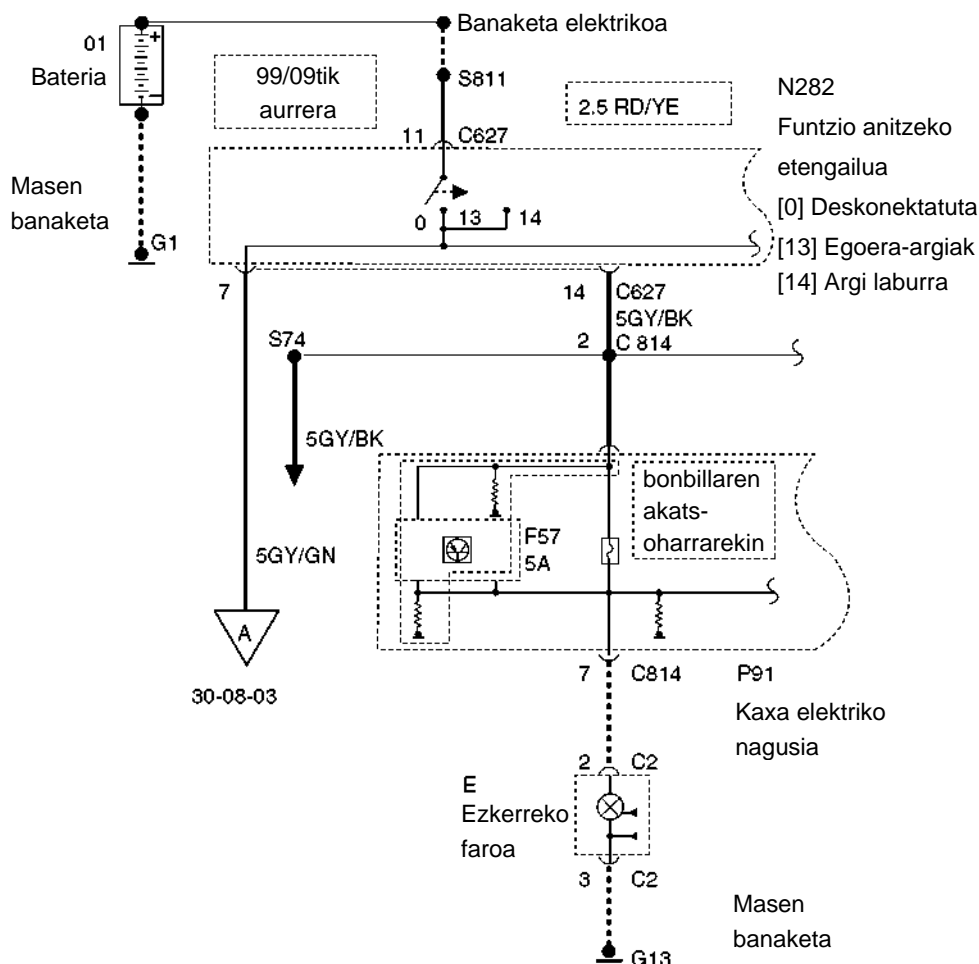 Banaketa elektrikoa
01
Bateria
+
99/09tik
aurrera
S811
2.5 RD/YE
N282
Funtzio anitzeko
etengailua
[0] Deskonektatuta
[13] Egoera-argiak
[14] Argi laburra
11 C627
Masen
banaketa
G1
0 13 14
7
14 C627
5GY/BK
S74
2 C 814
5GY/BK
bonbillaren
akats-
oharrarekin
F57
5A
5GY/GN
A
30-08-03
7 C814 P91
Kaxa elektriko
nagusia
2 C2
E
Ezkerreko
faroa
3 C2
Masen
banaketa
G13